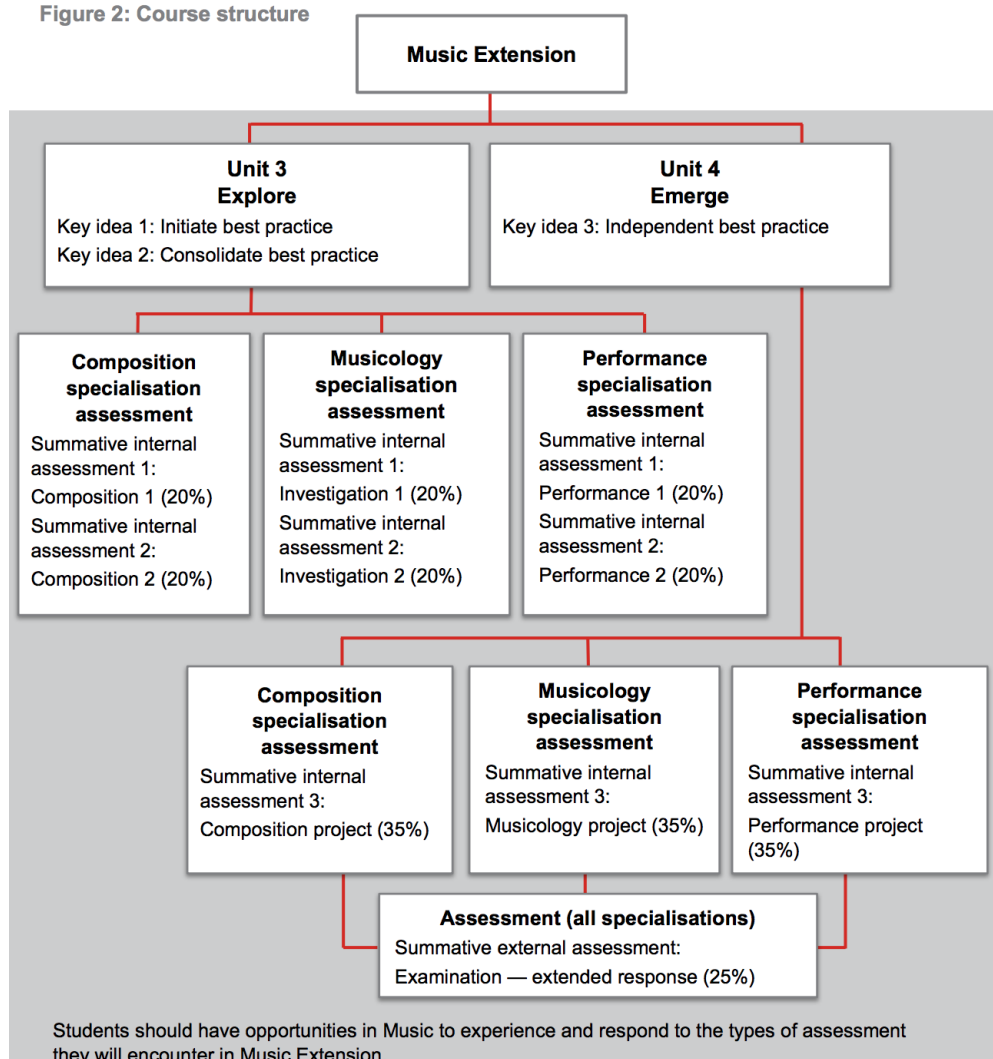 Figure 2: Course structure
Music Extension
Unit 3
Explore
Key idea 1: Initiate best practice
Key idea 2: Consolidate best practice
Unit 4
Emerge
Key idea 3: Independent best practice
Composition
specialisation
assessment
Summative internal
assessment 1:
Composition 1 (20%)
Summative internal
assessment 2:
Composition 2 (20%)
Musicology
specialisation
assessment
Summative internal
assessment 1:
Investigation 1 (20%)
Summative internal
assessment 2:
Investigation 2 (20%)
Performance
specialisation
assessment
Summative internal
assessment 1:
Performance 1 (20%)
Summative internal
assessment 2:
Performance 2 (20%)
Composition
specialisation
assessment
Summative internal
assessment 3:
Composition project (35%)
Musicology
specialisation
assessment
Summative internal
assessment 3:
Musicology project (35%)
Performance
specialisation
assessment
Summative internal
assessment 3:
Performance project
(35%)
Assessment (all specialisations)
Summative external assessment:
Examination — extended response (25%)
Students should have opportunities in Music to experience and respond to the types of assessment
they will encounter in Music Extension